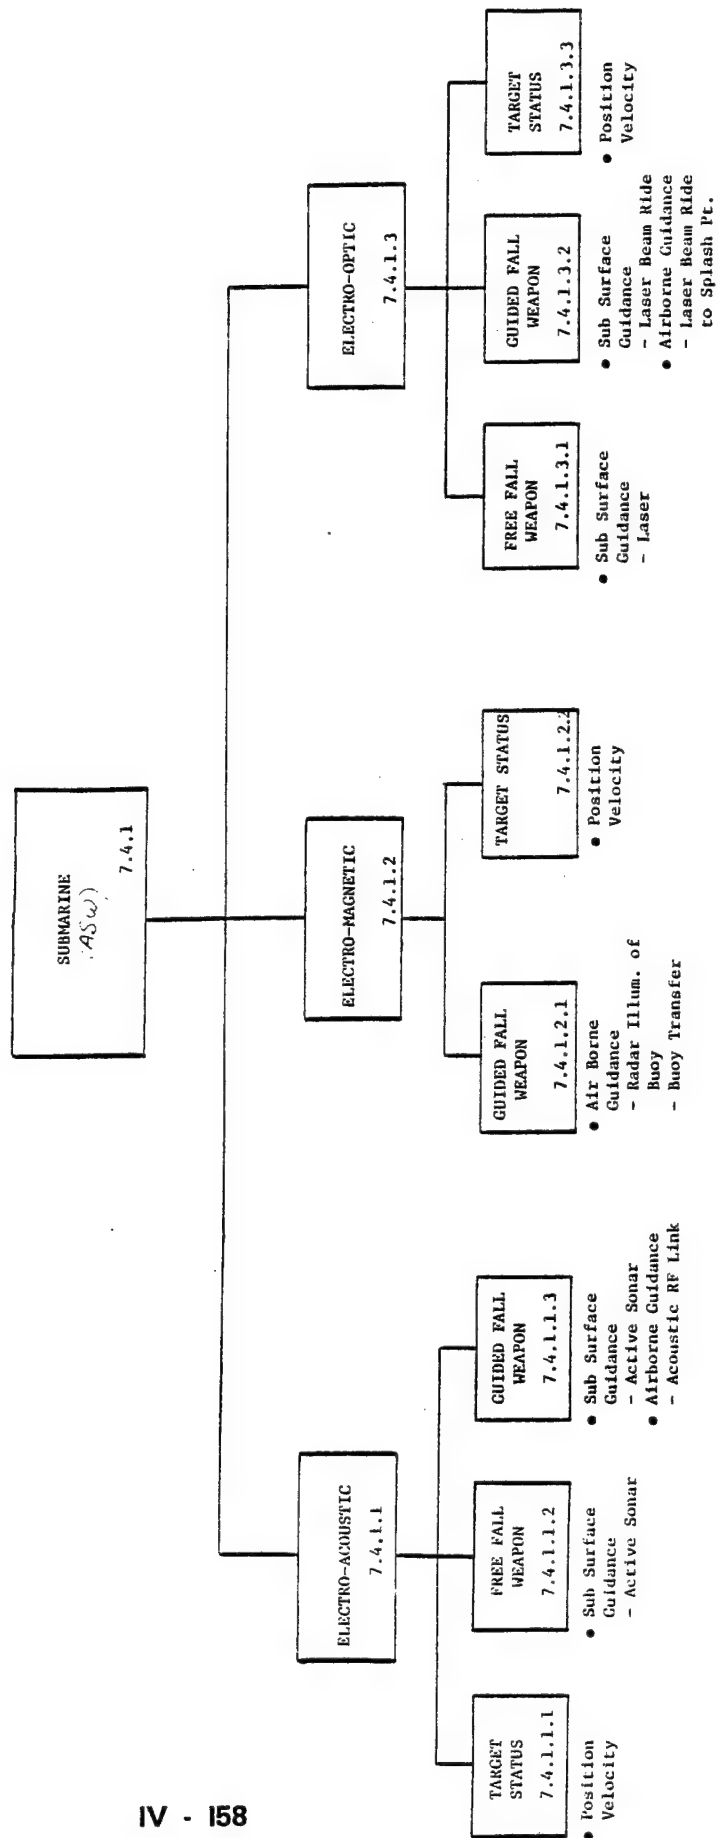 SUBMARINE
(ASW)
7.4.1
ELECTRO-ACOUSTIC
7.4.1.1
ELECTRO-MAGNETIC
7.4.1.2
ELECTRO-OPTIC
7.4.1.3
TARGET
STATUS
7.4.1.1.1
• Position
Velocity
FREE FALL
WEAPON
7.4.1.1.2
• Sub Surface
Guidance
- Active Sonar
GUIDED FALL
WEAPON
7.4.1.1.3
• Sub Surface
Guidance
- Active Sonar
• Airborne Guidance
- Acoustic RF Link
GUIDED FALL
WEAPON
7.4.1.2.1
• Air Borne
Guidance
- Radar Illum. of
Buoy
- Buoy Transfer
TARGET STATUS
7.4.1.2.2
• Position
Velocity
FREE FALL
WEAPON
7.4.1.3.1
• Sub Surface
Guidance
- Laser
GUIDED FALL
WEAPON
7.4.1.3.2
• Sub Surface
Guidance
- Laser Beam Ride
• Airborne Guidance
- Laser Beam Ride
to Splash Pt.
TARGET
STATUS
7.4.1.3.3
• Position
Velocity
IV - 158